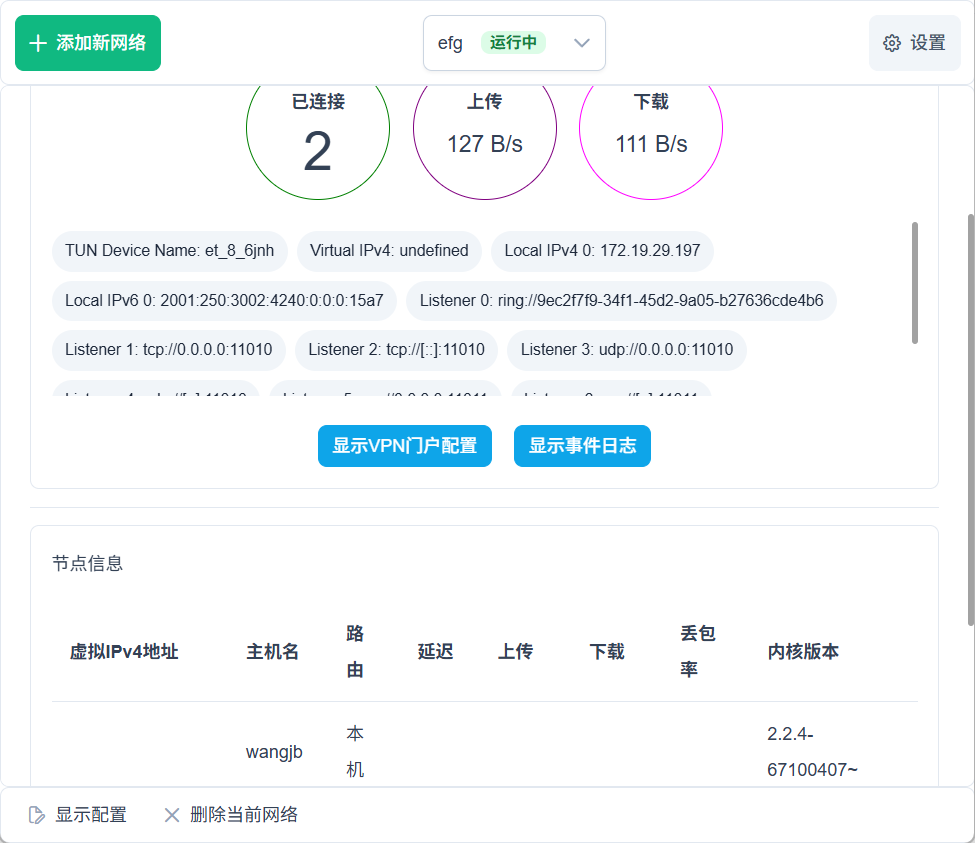 添加新网络
efg 运行中
设置
已连接 上传 下载
2 127 B/s 111 B/s
TUN Device Name: et_8_6jnh Virtual IPv4: undefined Local IPv4 0: 172.19.29.197
Local IPv6 0: 2001:250:3002:4240:0:0:0:15a7 Listener 0: ring://9ec2f7f9-34f1-45d2-9a05-b27636cde4b6
Listener 1: tcp://0.0.0.0:11010 Listener 2: tcp://[::]:11010 Listener 3: udp://0.0.0.0:11010
显示VPN门户配置 显示事件日志
节点信息
虚拟IPv4地址 主机名 路由 延迟 上传 下载 丢包率 内核版本
wangjb 本机 2.2.4-67100407~
显示配置 删除当前网络